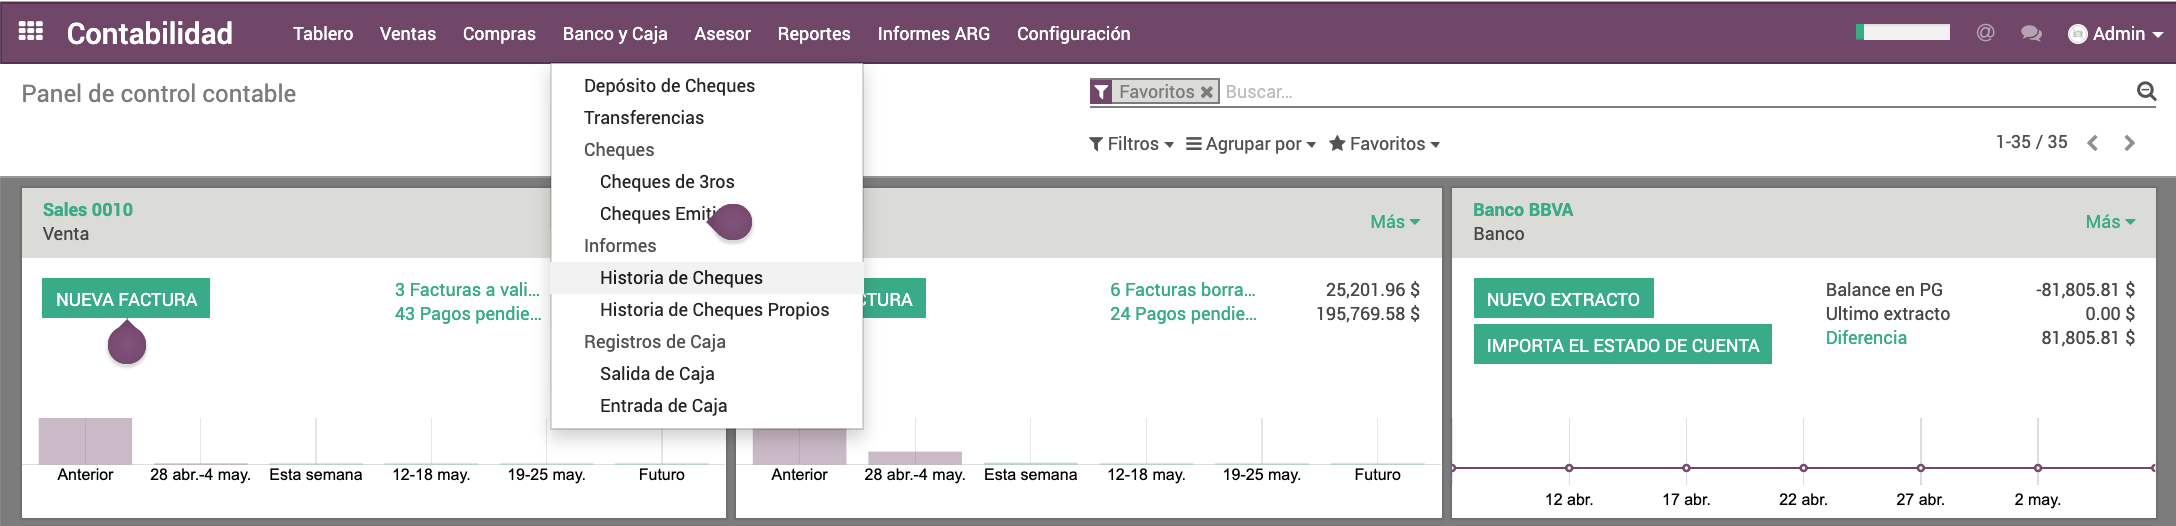 Contabilidad Tablero Ventas Compras Banco y Caja Asesor Reportes Informes ARG Configuración @ Admin
Panel de control contable
Favoritos Buscar...
Filtros Agrupar por Favoritos 1-35 / 35
Depósito de Cheques
Transferencias
Cheques
Cheques de 3ros
Cheques Emiti
Informes
Historia de Cheques
Historia de Cheques Propios
Registros de Caja
Salida de Caja
Entrada de Caja
Sales 0010
Venta
NUEVA FACTURA
3 Facturas a vali...
43 Pagos pendie...
Anterior 28 abr.-4 may. Esta semana 12-18 may. 19-25 may. Futuro
Más
CTURA
6 Facturas borra... 25,201.96 $
24 Pagos pendie... 195,769.58 $
Anterior 28 abr.-4 may. Esta semana 12-18 may. 19-25 may. Futuro
Banco BBVA
Banco
Más
NUEVO EXTRACTO
IMPORTA EL ESTADO DE CUENTA
Balance en PG -81,805.81 $
Ultimo extracto 0.00 $
Diferencia 81,805.81 $
12 abr. 17 abr. 22 abr. 27 abr. 2 may.